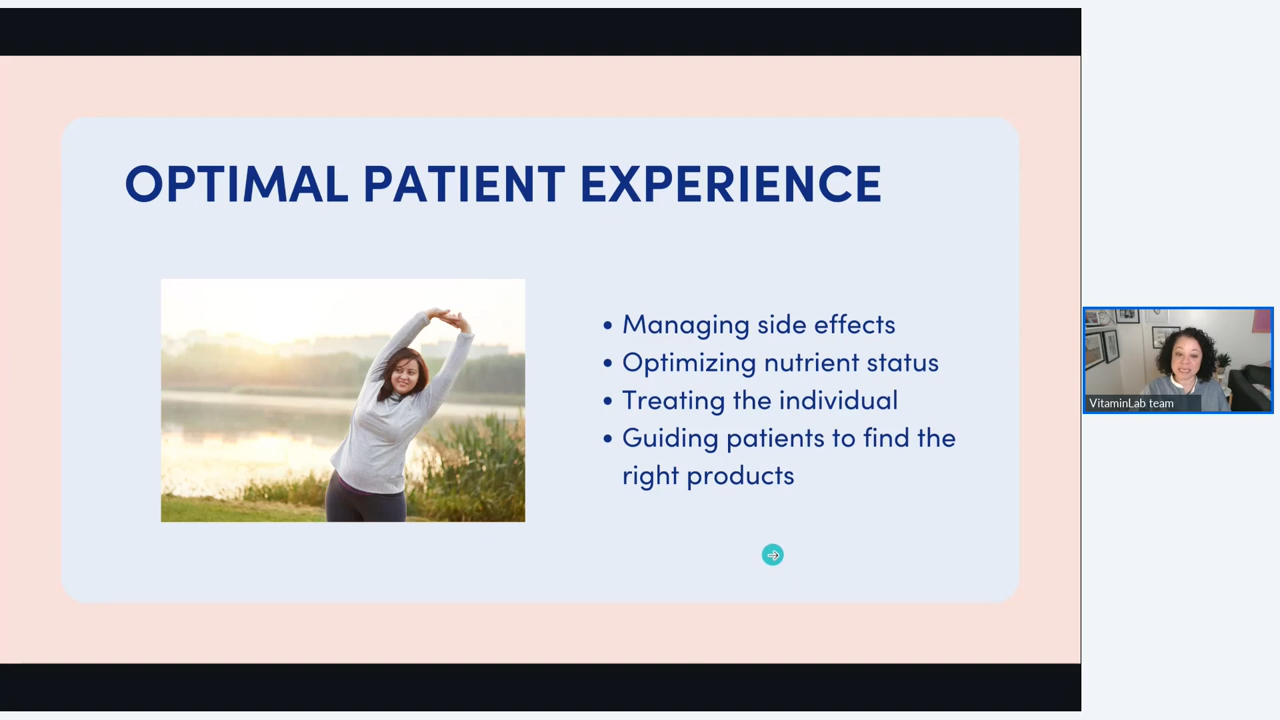 OPTIMAL PATIENT EXPERIENCE
• Managing side effects
• Optimizing nutrient status
• Treating the individual
• Guiding patients to find the
right products
VitaminLab team